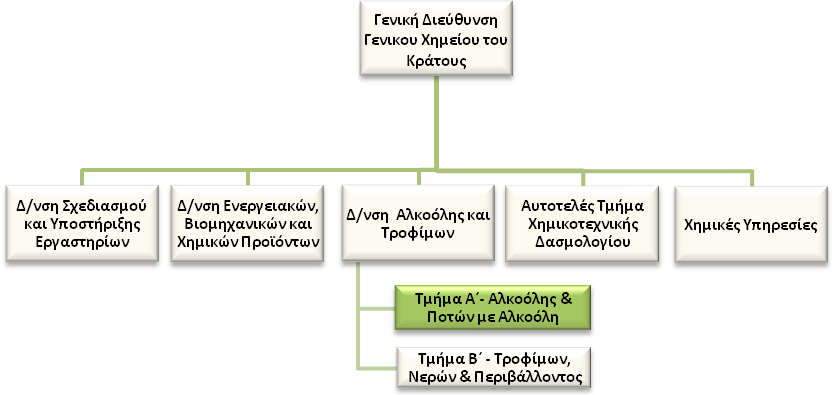 Γενική Διεύθυνση
Γενικου Χημείου του
Κράτους
Δ/νση Σχεδιασμού
και Υποστήριξης
Εργαστηρίων
Δ/νση Ενεργειακών,
Βιομηχανικών και
Χημικών Προϊόντων
Δ/νση Αλκοόλης και
Τροφίμων
Αυτοτελές Τμήμα
Χημικοτεχνικής
Δασμολογίου
Χημικές Υπηρεσίες
Τμήμα Α΄- Αλκοόλης &
Ποτών με Αλκοόλη
Τμήμα Β΄ - Τροφίμων,
Νερών & Περιβάλλοντος